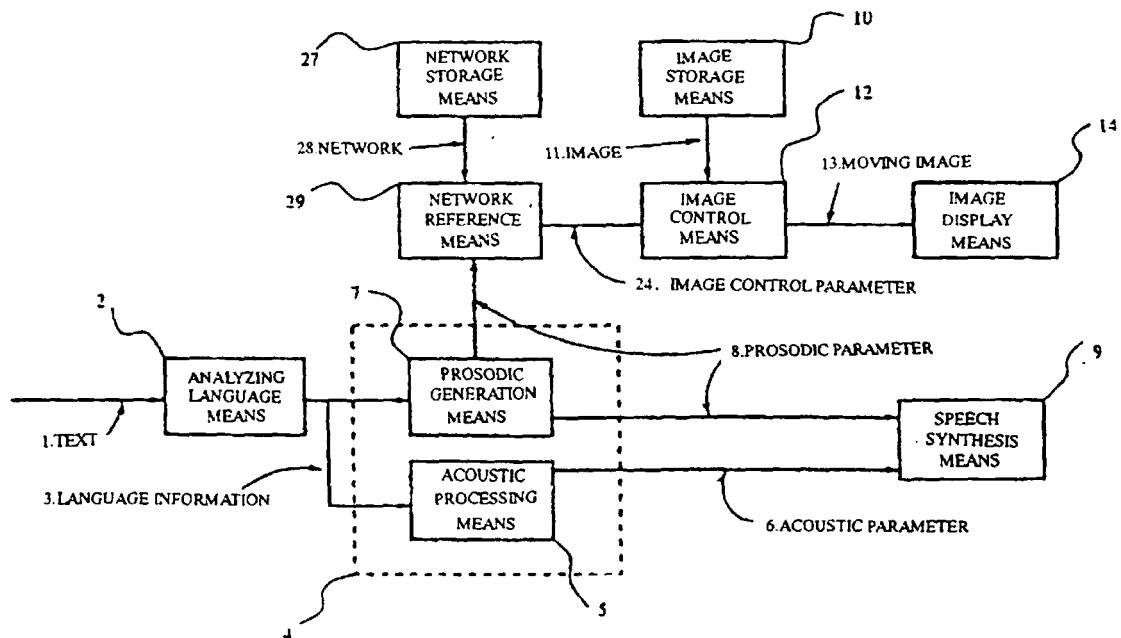 27
NETWORK
STORAGE
MEANS
10
IMAGE
STORAGE
MEANS
12
14
28.NETWORK
11.IMAGE
13.MOVING IMAGE
29
NETWORK
REFERENCE
MEANS
IMAGE
CONTROL
MEANS
IMAGE
DISPLAY
MEANS
24. IMAGE CONTROL PARAMETER
2
7
8.PROSODIC PARAMETER
9
ANALYZING
LANGUAGE
MEANS
PROSODIC
GENERATION
MEANS
SPEECH
SYNTHESIS
MEANS
1.TEXT
3.LANGUAGE INFORMATION
ACOUSTIC
PROCESSING
MEANS
6.ACOUSTIC PARAMETER
4
5